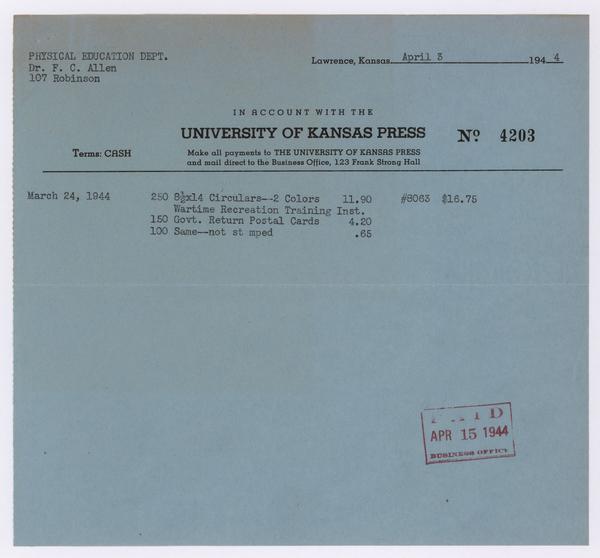 PHYSICAL EDUCATION DEPT.
Dr. F. C. Allen
107 Robinson
Lawrence, Kansas, April 3 1944
IN ACCOUNT WITH THE
UNIVERSITY OF KANSAS PRESS
Nº 4203
Terms: CASH
Make all payments to THE UNIVERSITY OF KANSAS PRESS
and mail direct to the Business Office, 123 Frank Strong Hall
March 24, 1944 250 8½x14 Circulars--2 Colors 11.90 #8063 $16.75
Wartime Recreation Training Inst.
150 Govt. Return Postal Cards 4.20
100 Same--not st mped .65
PAID
APR 15 1944
BUSINESS OFFICE